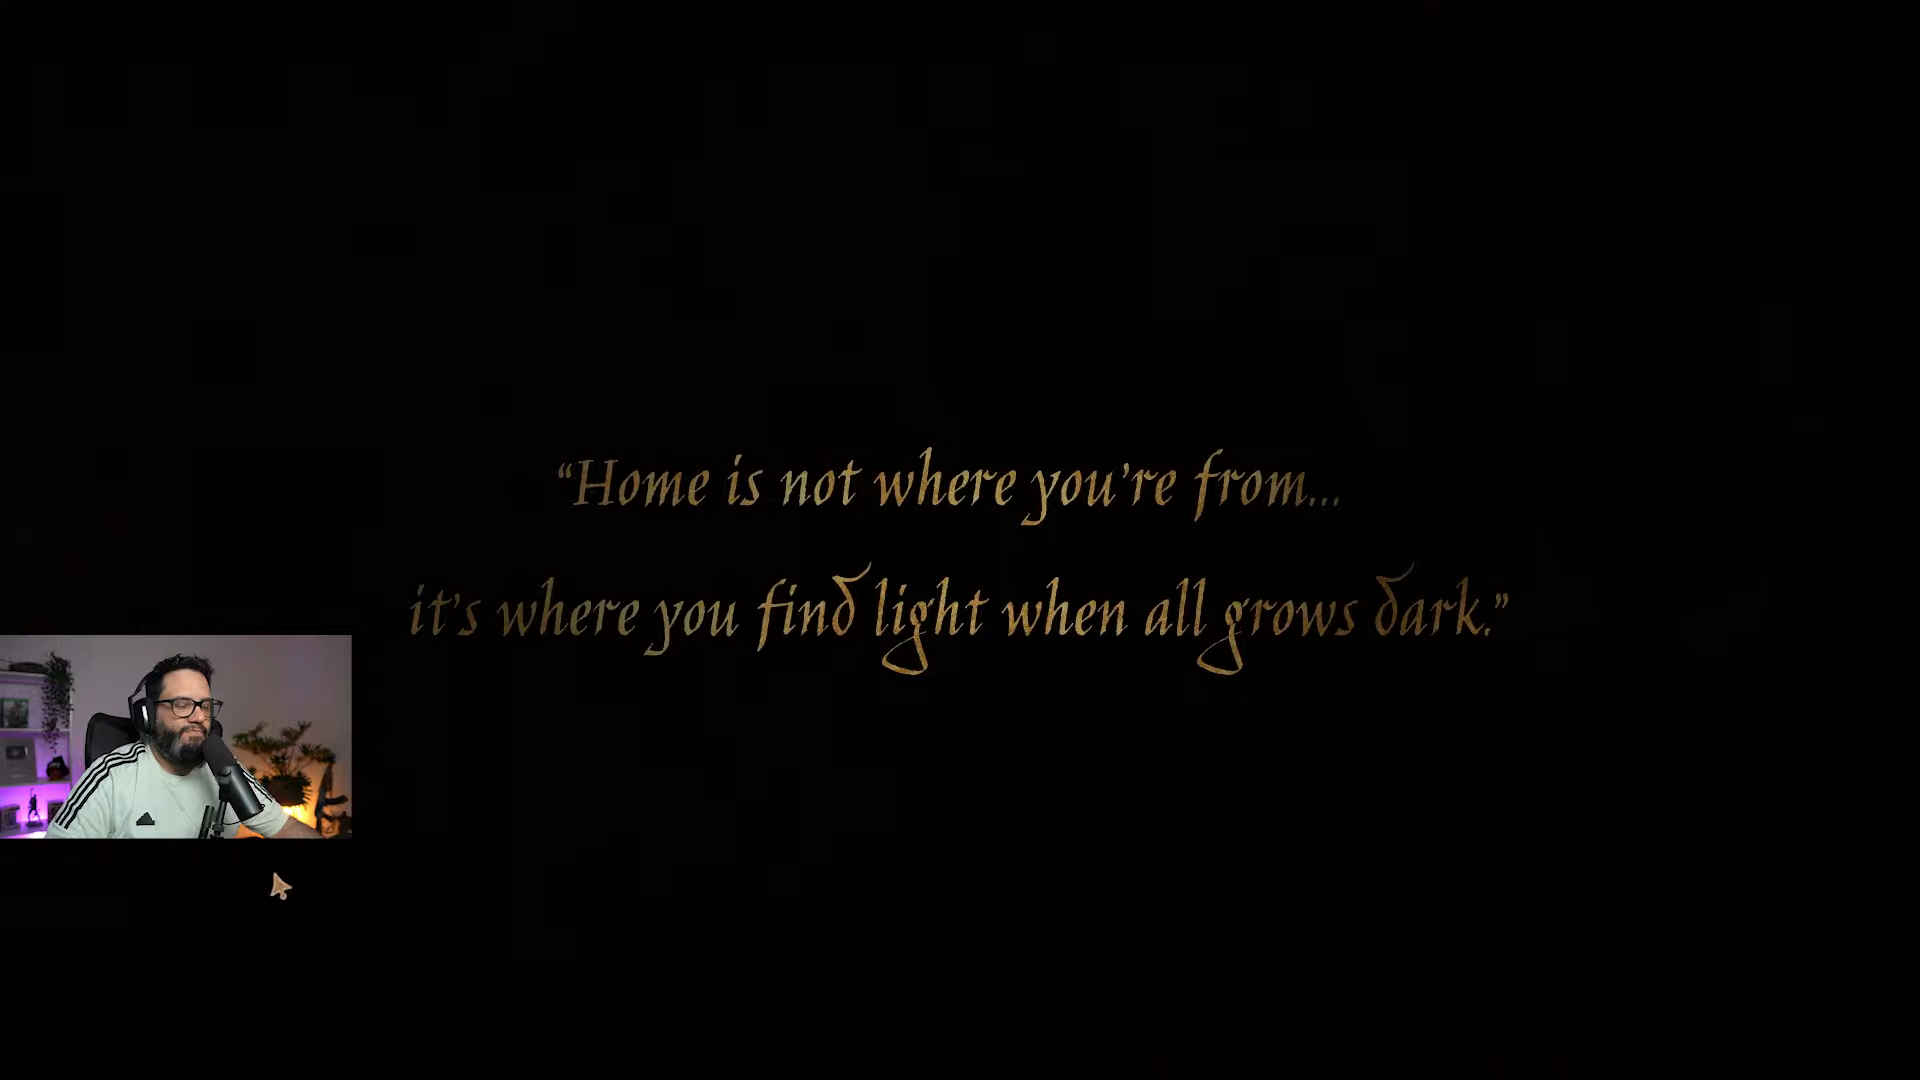 “Home is not where you’re from...
it’s where you find light when all grows dark.”